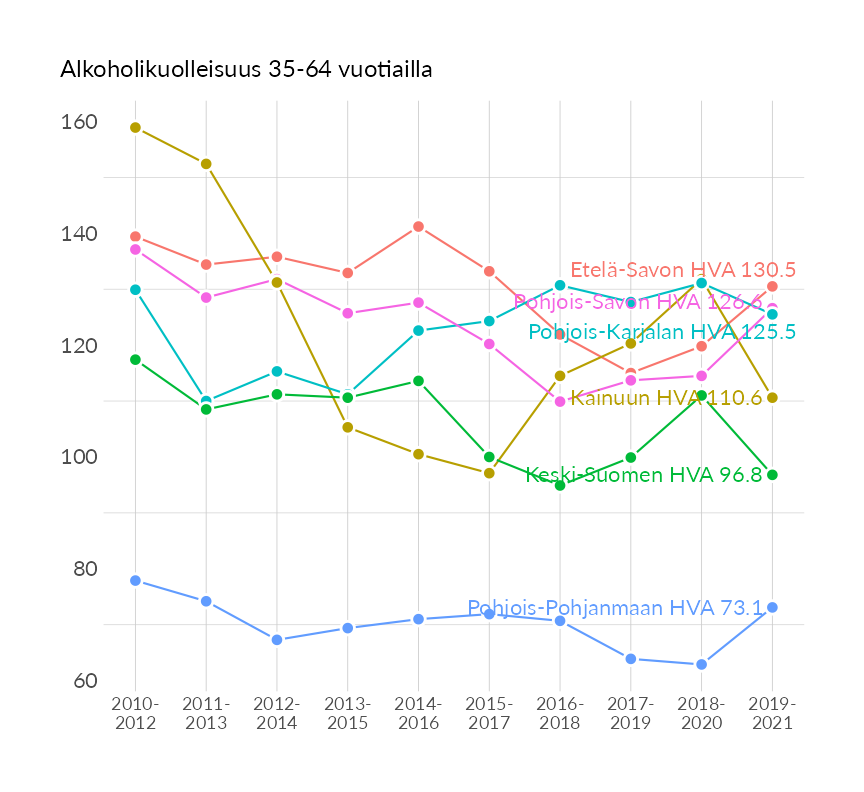 Alkoholikuolleisuus 35-64 vuotiailla
160
140
Etelä-Savon HVA 130.5
Pohjois-Savon HVA 126.6
Pohjois-Karjalan HVA 125.5
120
Kainuun HVA 110.6
100
Keski-Suomen HVA 96.8
80
Pohjois-Pohjanmaan HVA 73.1
60
2010- 2011- 2012- 2013- 2014- 2015- 2016- 2017- 2018- 2019-
2012 2013 2014 2015 2016 2017 2018 2019 2020 2021